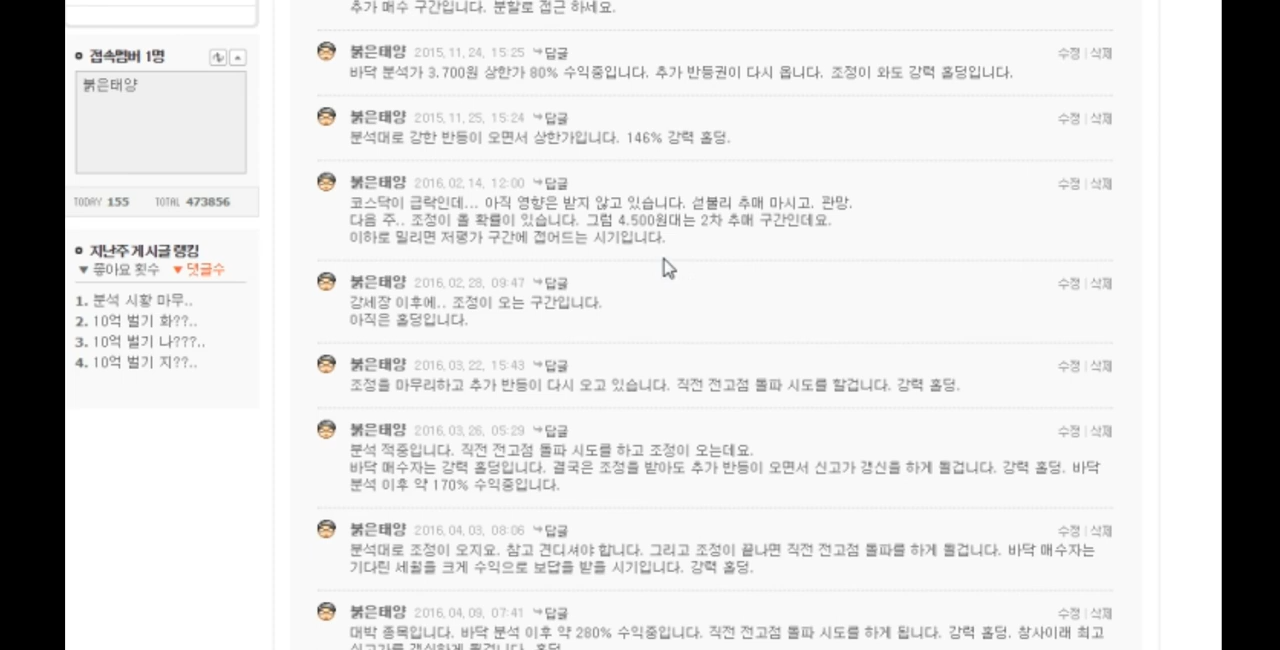 추가 매수 구간입니다. 분할로 접근 하세요.
접속멤버 1명
붉은태양
TODAY 155 TOTAL 473856
지난주 게시글 랭킹
▼ 좋아요 횟수 ▼ 댓글수
1. 분석 시황 마무..
2. 10억 벌기 화??..
3. 10억 벌기 나???..
4. 10억 벌기 지??..
붉은태양 2015.11.24. 15:25 답글 수정 | 삭제
바닥 분석가 3.700원 상한가 80% 수익중입니다. 추가 반등권이 다시 옵니다. 조정이 와도 강력 홀딩입니다.
붉은태양 2015.11.25. 15:24 답글 수정 | 삭제
분석대로 강한 반등이 오면서 상한가입니다. 146% 강력 홀딩.
붉은태양 2016.02.14. 12:00 답글 수정 | 삭제
코스닥이 급락인데... 아직 영향은 받지 않고 있습니다. 섣불리 추매 마시고. 관망.
다음 주.. 조정이 올 확률이 있습니다. 그럼 4.500원대는 2차 추매 구간인데요.
이하로 밀리면 저평가 구간에 접어드는 시기입니다.
붉은태양 2016.02.28. 09:47 답글 수정 | 삭제
강세장 이후에.. 조정이 오는 구간입니다.
아직은 홀딩입니다.
붉은태양 2016.03.22. 15:43 답글 수정 | 삭제
조정을 마무리하고 추가 반등이 다시 오고 있습니다. 직전 전고점 돌파 시도를 할겁니다. 강력 홀딩.
붉은태양 2016.03.26. 05:29 답글 수정 | 삭제
분석 적중입니다. 직전 전고점 돌파 시도를 하고 조정이 오는데요.
바닥 매수자는 강력 홀딩입니다. 결국은 조정을 받아도 추가 반등이 오면서 신고가 갱신을 하게 될겁니다. 강력 홀딩. 바닥
분석 이후 약 170% 수익중입니다.
붉은태양 2016.04.03. 08:06 답글 수정 | 삭제
분석대로 조정이 오지요. 참고 견디셔야 합니다. 그리고 조정이 끝나면 직전 전고점 돌파를 하게 될겁니다. 바닥 매수자는
기다린 세월을 크게 수익으로 보답을 받을 시기입니다. 강력 홀딩.
붉은태양 2016.04.09. 07:41 답글 수정 | 삭제
대박 종목입니다. 바닥 분석 이후 약 280% 수익중입니다. 직전 전고점 돌파 시도를 하게 됩니다. 강력 홀딩. 창사이래 최고